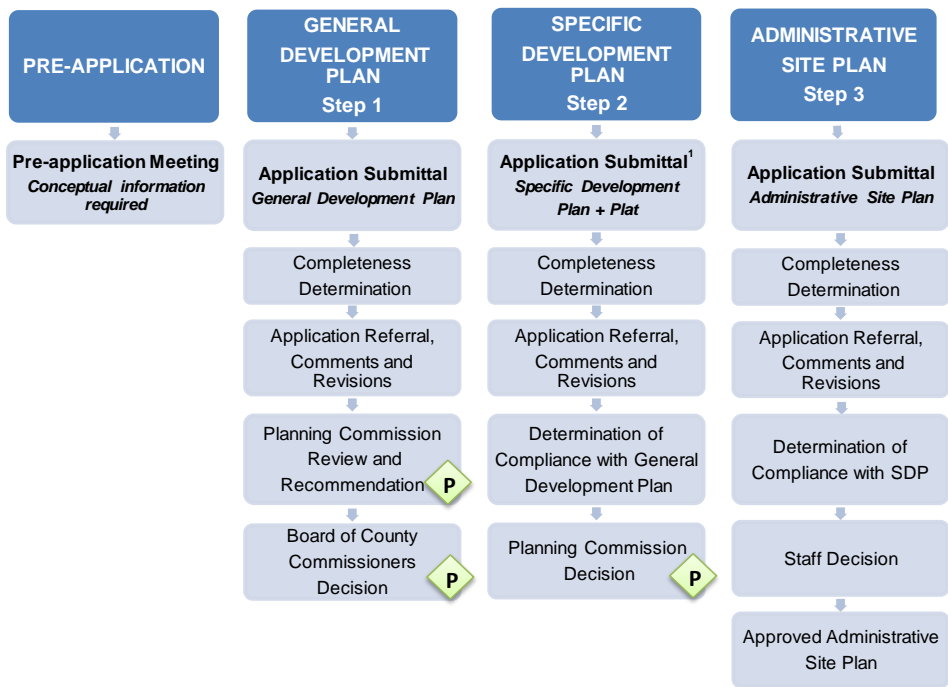 PRE-APPLICATION
Pre-application Meeting
Conceptual information
required
GENERAL
DEVELOPMENT
PLAN
Step 1
Application Submittal
General Development Plan
Completeness
Determination
Application Referral,
Comments and
Revisions
Planning Commission
Review and
Recommendation
P
Board of County
Commissioners
Decision
P
SPECIFIC
DEVELOPMENT
PLAN
Step 2
Application Submittal¹
Specific Development
Plan + Plat
Completeness
Determination
Application Referral,
Comments and
Revisions
Determination of
Compliance with General
Development Plan
Planning Commission
Decision
P
ADMINISTRATIVE
SITE PLAN
Step 3
Application Submittal
Administrative Site Plan
Completeness
Determination
Application Referral,
Comments and
Revisions
Determination of
Compliance with SDP
Staff Decision
Approved Administrative
Site Plan